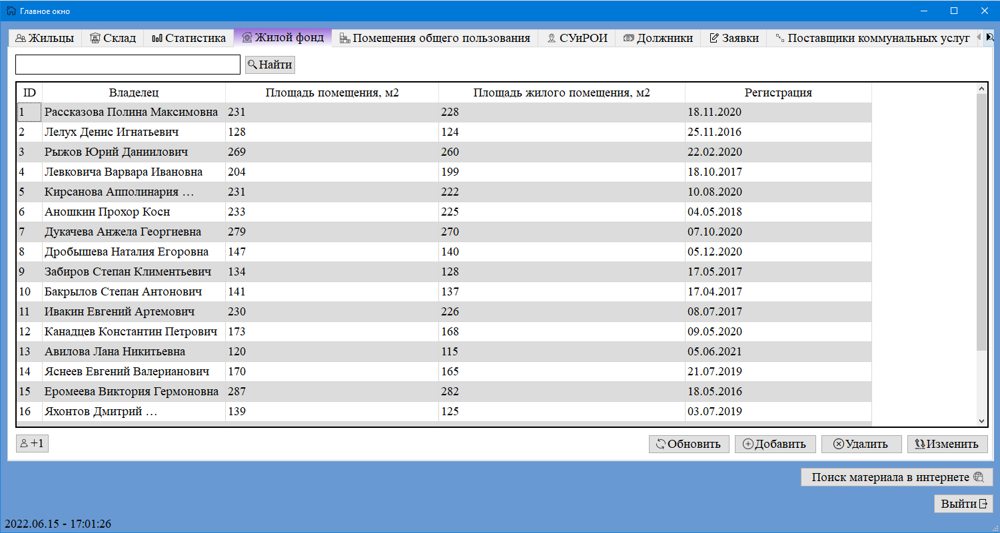 Главное окно
Жильцы Склад Статистика Жилой фонд Помещения общего пользования СУиРОИ Должники Заявки Поставщики коммунальных услуг
Найти
ID Владелец Площадь помещения, м2 Площадь жилого помещения, м2 Регистрация
1 Рассказова Полина Максимовна 231 228 18.11.2020
2 Лелух Денис Игнатьевич 128 124 25.11.2016
3 Рыжов Юрий Даниилович 269 260 22.02.2020
4 Левковича Варвара Ивановна 204 199 18.10.2017
5 Кирсанова Апполинария … 231 222 10.08.2020
6 Аношкин Прохор Косн 233 225 04.05.2018
7 Дукачева Анжела Георгиевна 279 270 07.10.2020
8 Дробышева Наталия Егоровна 147 140 05.12.2020
9 Забиров Степан Климентьевич 134 128 17.05.2017
10 Бакрылов Степан Антонович 141 137 17.04.2017
11 Ивакин Евгений Артемович 230 226 08.07.2017
12 Канадцев Константин Петрович 173 168 09.05.2020
13 Авилова Лана Никитьевна 120 115 05.06.2021
14 Яснеев Евгений Валерианович 170 165 21.07.2019
15 Еромеева Виктория Гермоновна 287 282 18.05.2016
16 Яхонтов Дмитрий … 139 125 03.07.2019
+1 Обновить Добавить Удалить Изменить
Поиск материала в интернете
Выйти
2022.06.15 - 17:01:26